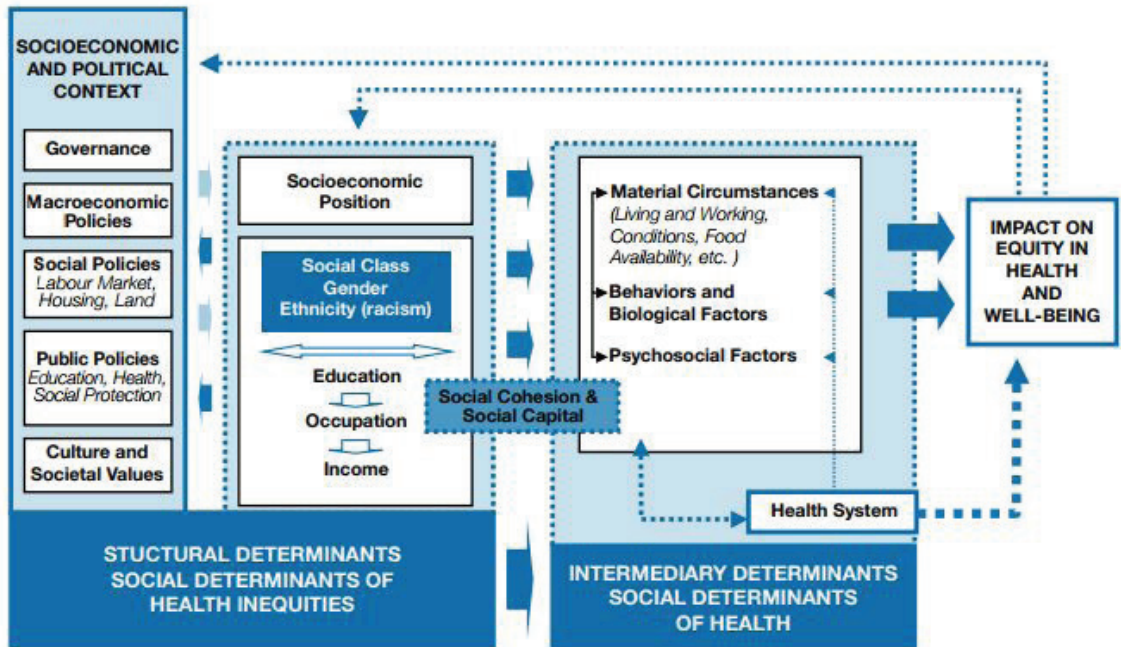 SOCIOECONOMIC
AND POLITICAL
CONTEXT
Governance
Macroeconomic
Policies
Social Policies
Labour Market,
Housing, Land
Public Policies
Education, Health,
Social Protection
Culture and
Societal Values
Socioeconomic
Position
Social Class
Gender
Ethnicity (racism)
Education
Occupation
Income
Social Cohesion &
Social Capital
Material Circumstances
(Living and Working,
Conditions, Food
Availability, etc. )
Behaviors and
Biological Factors
Psychosocial Factors
Health System
IMPACT ON
EQUITY IN
HEALTH
AND
WELL-BEING
STUCTURAL DETERMINANTS
SOCIAL DETERMINANTS OF
HEALTH INEQUITIES
INTERMEDIARY DETERMINANTS
SOCIAL DETERMINANTS
OF HEALTH